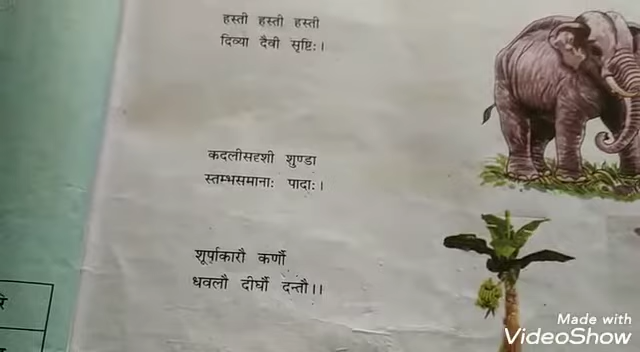 हस्ती हस्ती हस्ती
दिव्या दैवी सृष्टिः।
कदलीसदृशी शुण्डा
स्तम्भसमानाः पादाः।
शूर्पाकारौ कर्णौ
धवलौ दीर्घौ दन्तौ।।
Made with
VideoShow